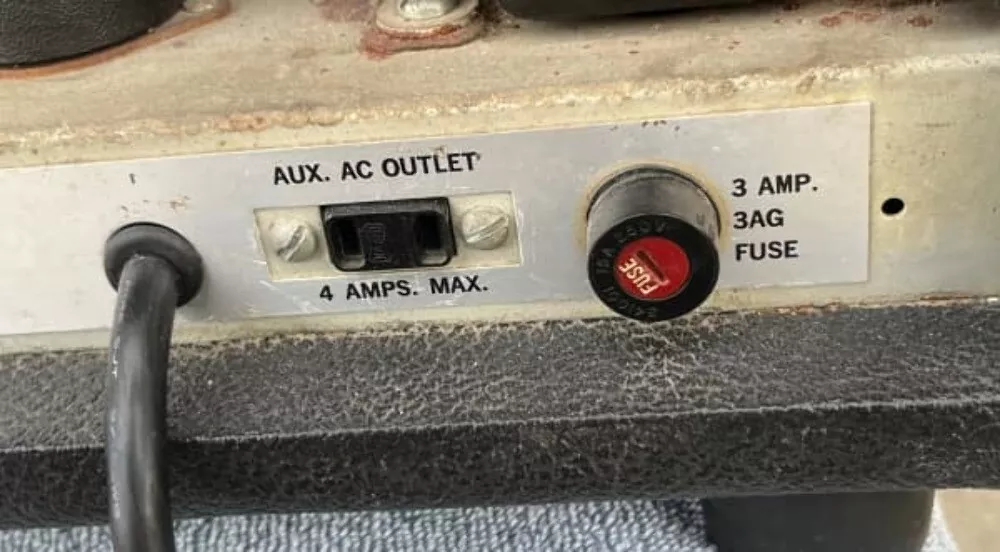 AUX. AC OUTLET
4 AMPS. MAX.
3 AMP.
3AG
FUSE
FUSE